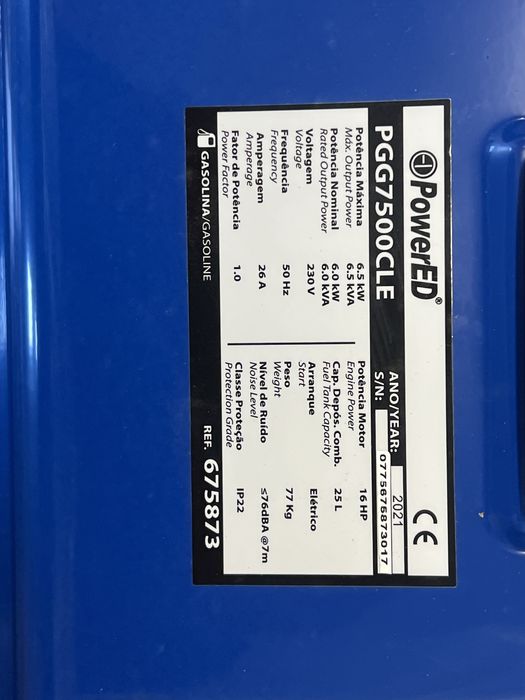 PowerED®
CE
PGG7500CLE
ANO/YEAR: 2021
S/N: 0775675873017
Potência Máxima 6.5 kW
Máx. Output Power 6.5 kVA
Potência Nominal 6.0 kW
Rated Output Power 6.0 kVA
Voltagem 230 V
Voltage
Frequência 50 Hz
Frequency
Amperagem 26 A
Amperage
Fator de Potência 1.0
Power Factor
Potência Motor 16 HP
Engine Power
Cap. Depós. Comb. 25 L
Fuel Tank Capacity
Arranque Elétrico
Start
Peso 77 Kg
Weight
Nível de Ruído ≤76dBA @7m
Noise Level
Classe Proteção IP22
Protection Grade
GASOLINA/GASOLINE
REF. 675873